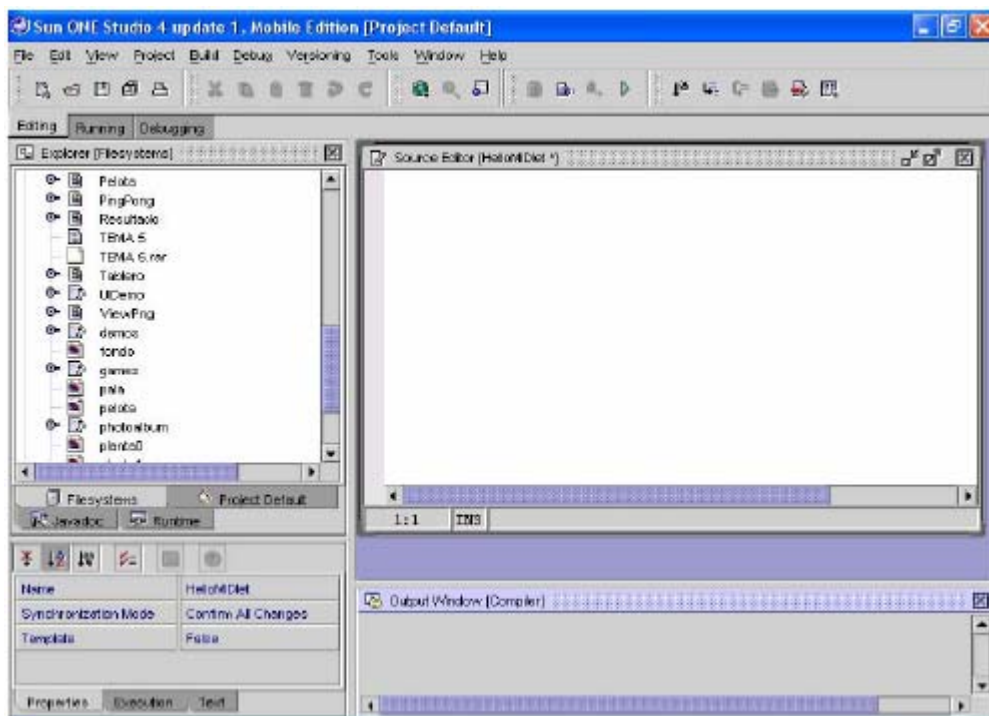 Sun ONE Studio 4 update 1, Mobile Edition [Project Default]
File Edit View Project Build Debug Versioning Tools Window Help
Editing Running Debugging
Explorer [Filesystems]
Pelota
PingPong
Resultado
TEMA 5
TEMA 6.rar
Tablero
UIDemo
ViewPng
demos
fondo
games
pala
pelota
photoalbum
planta0
Filesystems Project Default
Javadoc Runtime
Name HelloMIDlet
Synchronization Mode Confirm All Changes
Template False
Properties Execution Text
Source Editor [HelloMIDlet *]
1:1 INS
Output Window [Compiler]